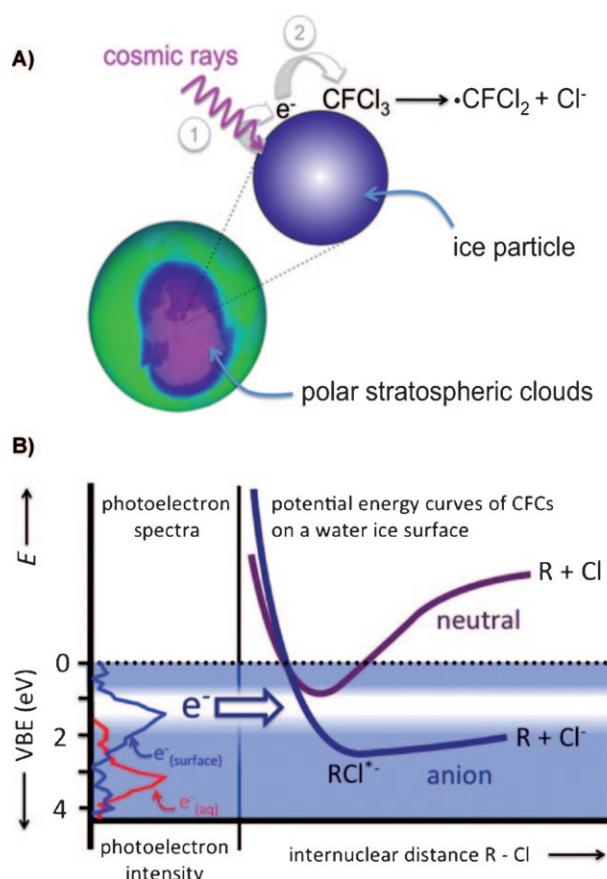 A)
cosmic rays
1
2
e-
CFCl3
·CFCl2 + Cl-
ice particle
polar stratospheric clouds
B)
E
photoelectron
spectra
potential energy curves of CFCs
on a water ice surface
R + Cl
neutral
0
VBE (eV)
e-
2
e-(surface)
R + Cl-
RCl*-
anion
e-(aq)
4
photoelectron
intensity
internuclear distance R - Cl